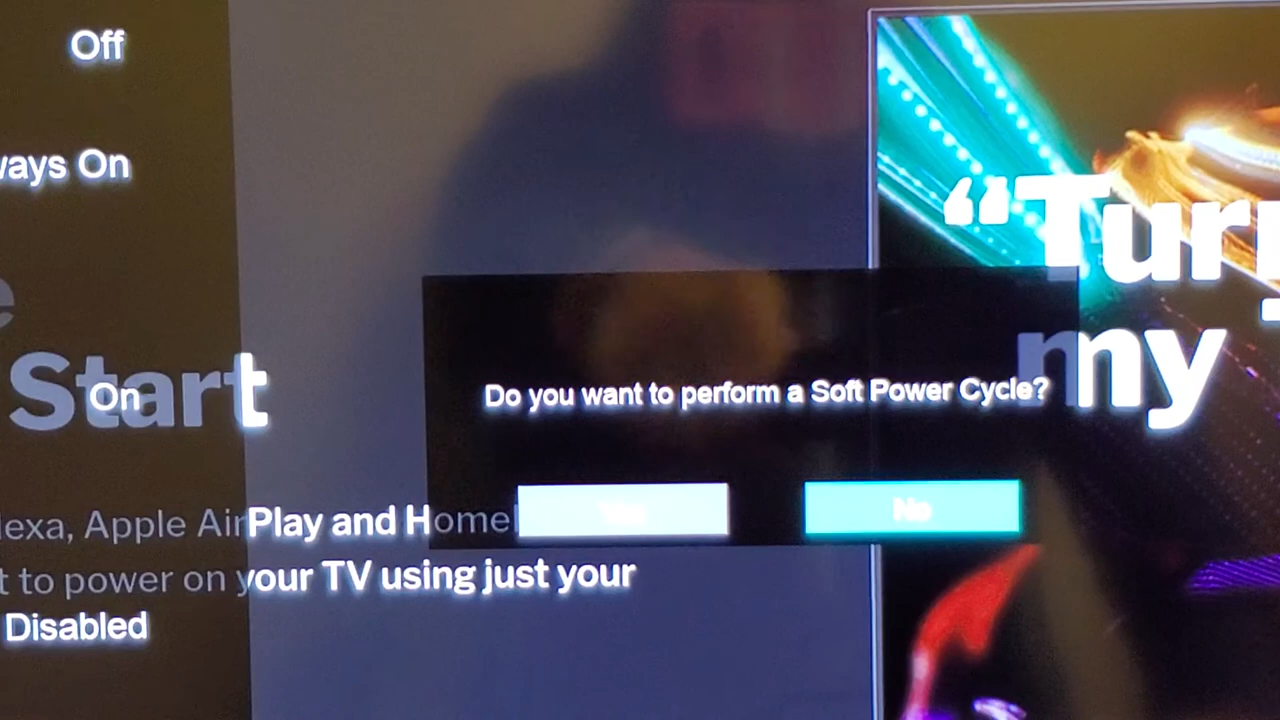 Off
ways On
Start
On
lexa, Apple AirPlay and Home
t to power on your TV using just your
Disabled
“Tur
my
Do you want to perform a Soft Power Cycle?
No